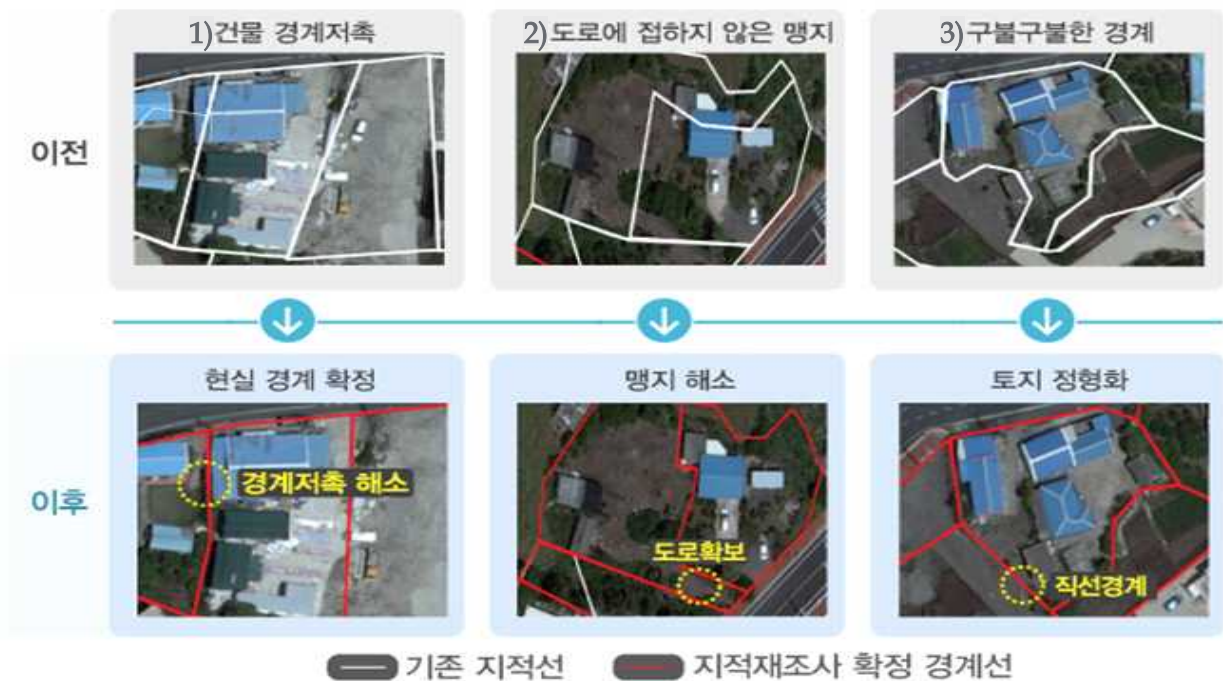 1)건물 경계저촉
2)도로에 접하지 않은 맹지
3)구불구불한 경계
이전
현실 경계 확정
맹지 해소
토지 정형화
이후
경계저촉 해소
도로확보
직선경계
기존 지적선
지적재조사 확정 경계선